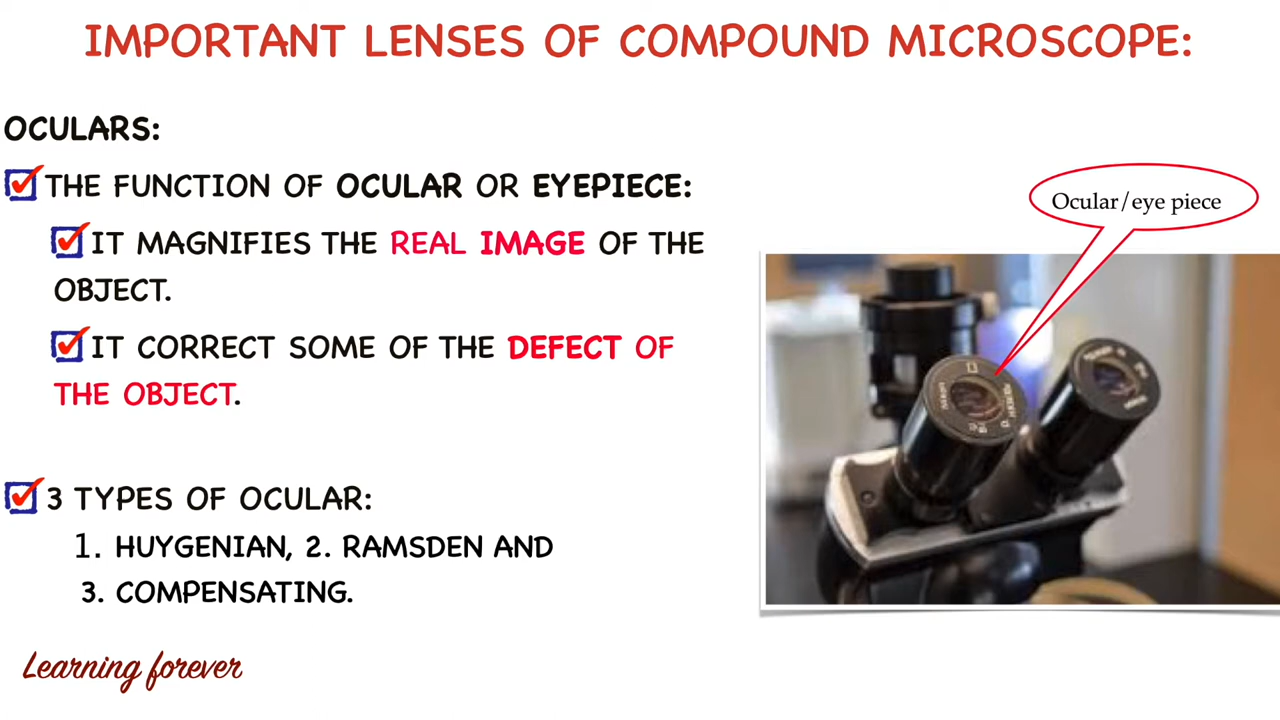 IMPORTANT LENSES OF COMPOUND MICROSCOPE:
OCULARS:
THE FUNCTION OF OCULAR OR EYEPIECE:
IT MAGNIFIES THE REAL IMAGE OF THE
OBJECT.
IT CORRECT SOME OF THE DEFECT OF
THE OBJECT.
3 TYPES OF OCULAR:
1. HUYGENIAN, 2. RAMSDEN AND
3. COMPENSATING.
Ocular/eye piece
Learning forever